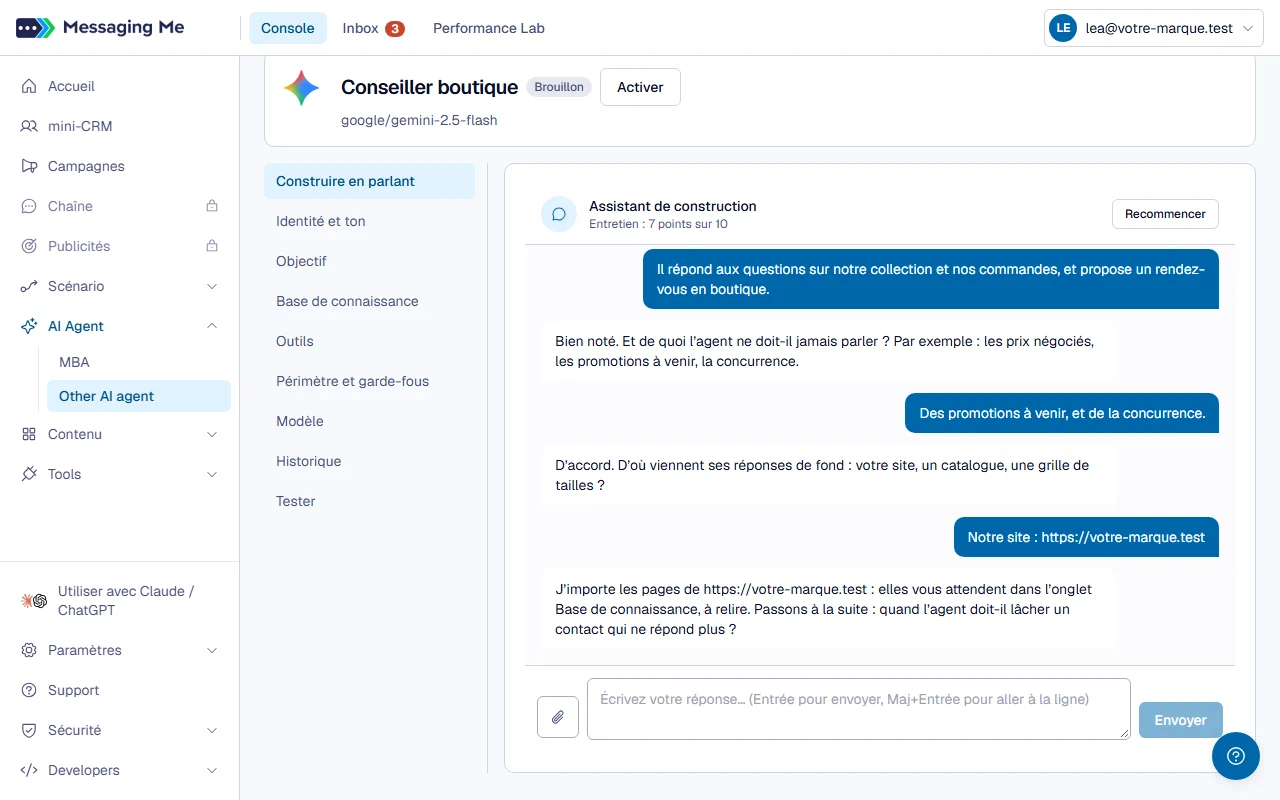 Messaging Me
Console
Inbox 3
Performance Lab
LE
lea@votre-marque.test
Accueil
mini-CRM
Campagnes
Chaîne
Publicités
Scénario
AI Agent
MBA
Other AI agent
Contenu
Tools
Utiliser avec Claude /
ChatGPT
Paramètres
Support
Sécurité
Developers
Conseiller boutique
Brouillon
Activer
google/gemini-2.5-flash
Construire en parlant
Identité et ton
Objectif
Base de connaissance
Outils
Périmètre et garde-fous
Modèle
Historique
Tester
Assistant de construction
Entretien : 7 points sur 10
Recommencer
Il répond aux questions sur notre collection et nos commandes, et propose un rendez-
vous en boutique.
Bien noté. Et de quoi l'agent ne doit-il jamais parler ? Par exemple : les prix négociés,
les promotions à venir, la concurrence.
Des promotions à venir, et de la concurrence.
D'accord. D'où viennent ses réponses de fond : votre site, un catalogue, une grille de
tailles ?
Notre site : https://votre-marque.test
J'importe les pages de https://votre-marque.test : elles vous attendent dans l'onglet
Base de connaissance, à relire. Passons à la suite : quand l'agent doit-il lâcher un
contact qui ne répond plus ?
Écrivez votre réponse… (Entrée pour envoyer, Maj+Entrée pour aller à la ligne)
Envoyer